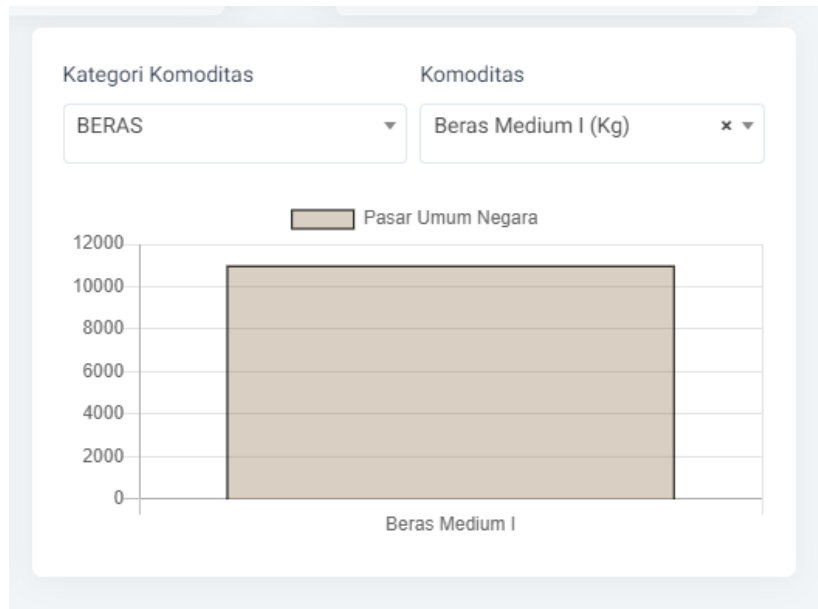 Kategori Komoditas Komoditas
BERAS Beras Medium I (Kg) ×
Pasar Umum Negara
12000
10000
8000
6000
4000
2000
0
Beras Medium I